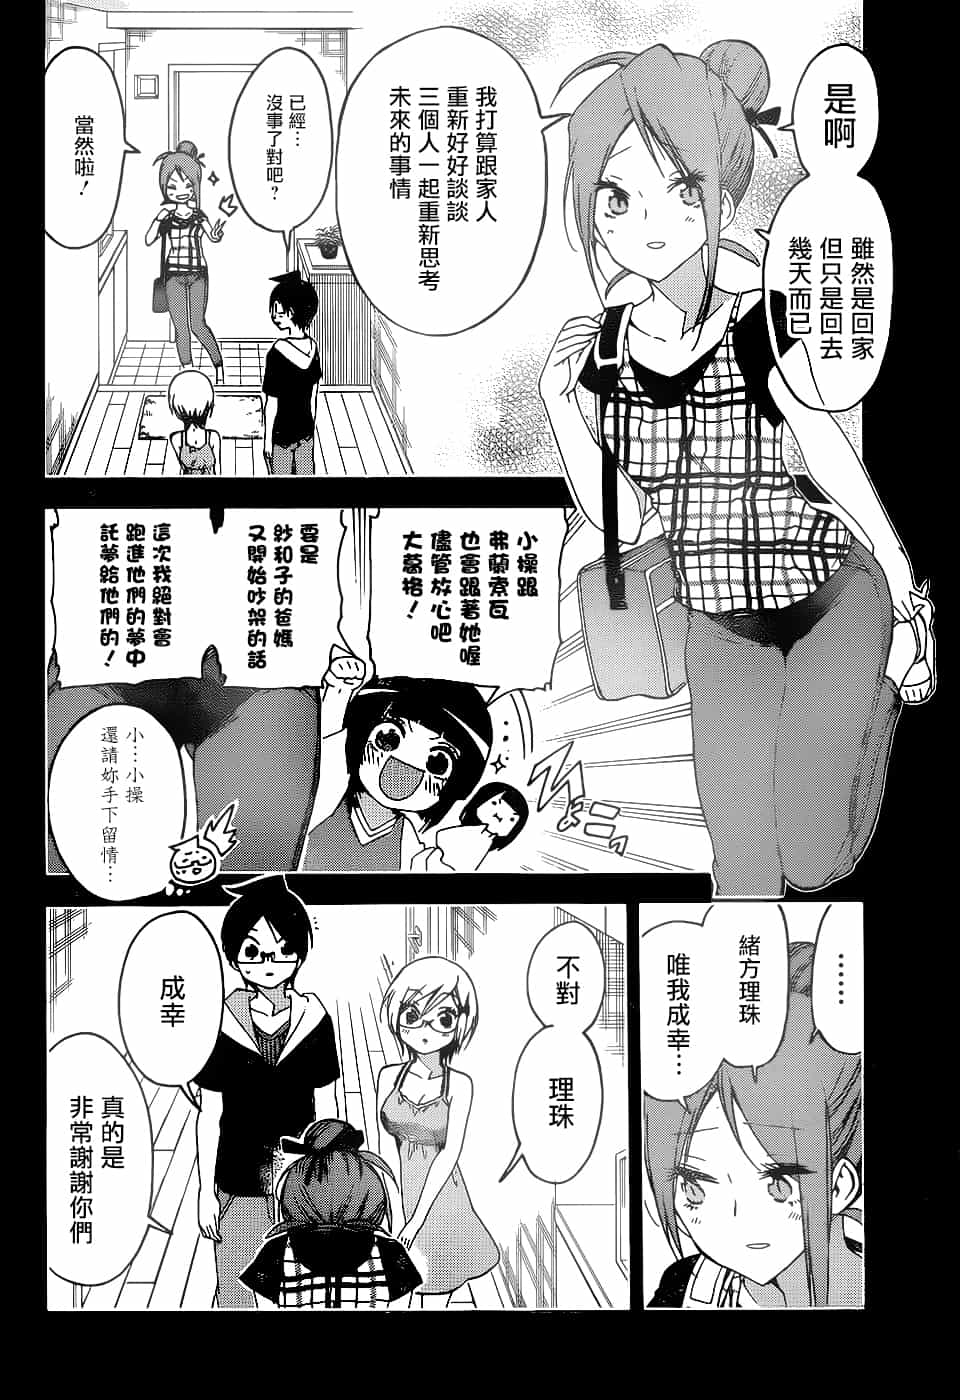 是啊
雖然是回家
但只是回去
幾天而已
我打算跟家人
重新好好談談
三個人一起重新思考
未來的事情
已經…
沒事了對吧?
當然啦!
小操跟
弗蘭索瓦
也會跟著她喔
儘管放心吧
大葛格!
要是
紗和子的爸媽
又開始吵架的話
這次我絕對會
跑進他們的夢中
託夢給他們的!
小…小操
還請妳手下留情…
……
緒方理珠
唯我成幸…
不對
理珠
成幸
真的是
非常謝謝你們